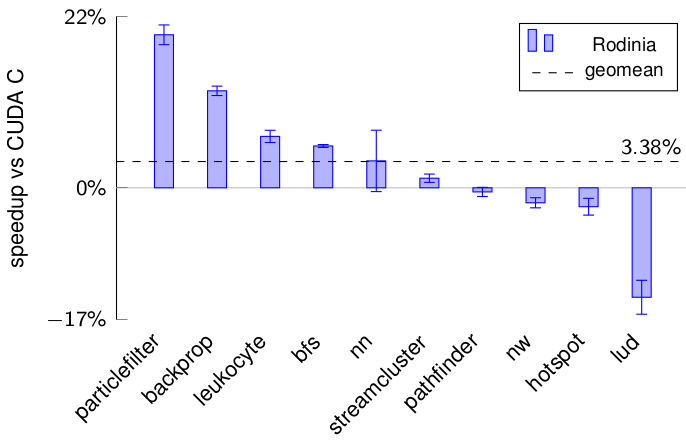 22%
Rodinia
geomean
speedup vs CUDA C
3.38%
0%
−17%
particlefilter
backprop
leukocyte
bfs
nn
streamcluster
pathfinder
nw
hotspot
lud